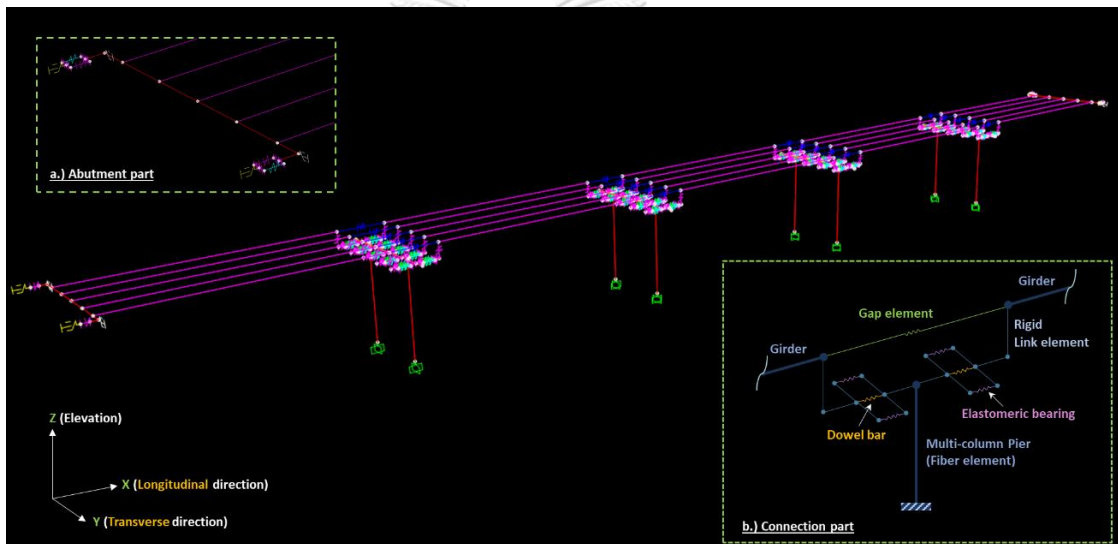 a.) Abutment part
Z (Elevation)
X (Longitudinal direction)
Y (Transverse direction)
Girder
Gap element
Girder
Rigid
Link element
Elastomeric bearing
Dowel bar
Multi-column Pier
(Fiber element)
b.) Connection part